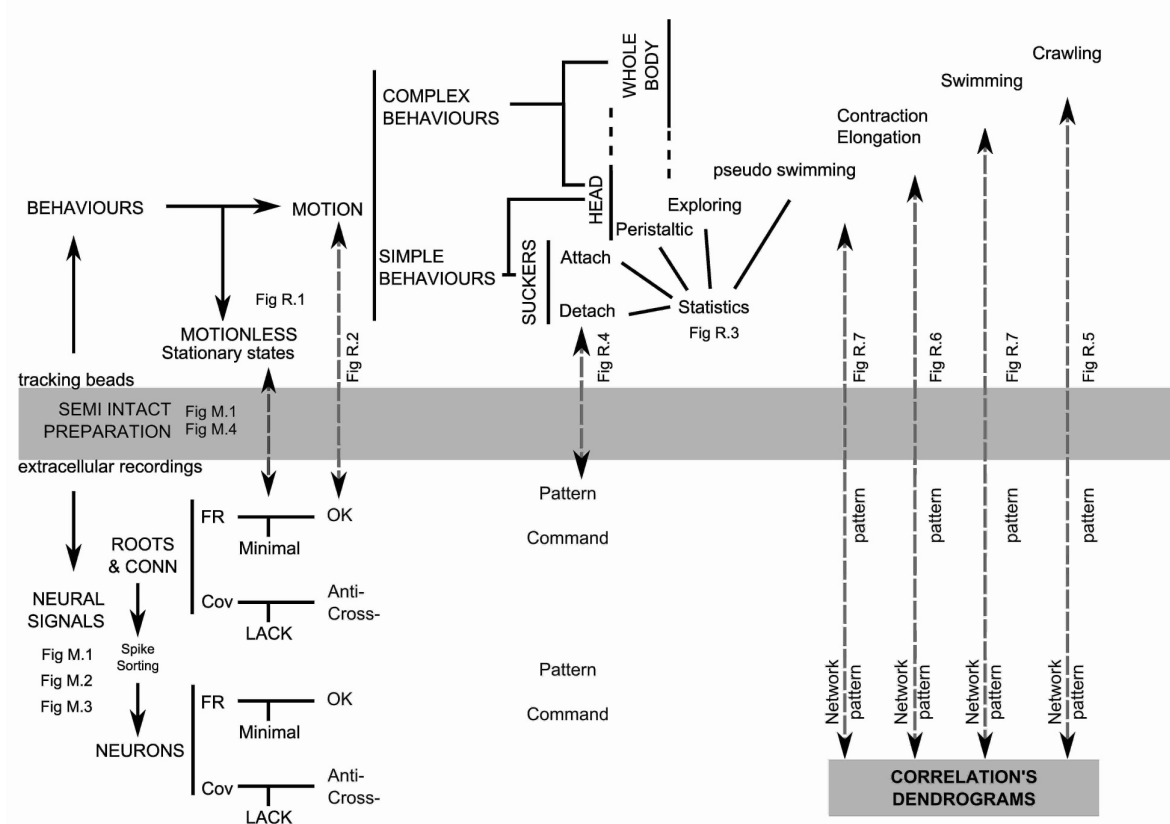 Crawling
Swimming
Contraction
Elongation
WHOLE
BODY
COMPLEX
BEHAVIOURS
pseudo swimming
HEAD
Exploring
Peristaltic
BEHAVIOURS
MOTION
SIMPLE
BEHAVIOURS
SUCKERS
Attach
Detach
Statistics
Fig R.3
Fig R.1
MOTIONLESS
Stationary states
Fig R.2
Fig R.4
Fig R.7
Fig R.6
Fig R.7
Fig R.5
tracking beads
SEMI INTACT
PREPARATION
Fig M.1
Fig M.4
extracellular recordings
FR
OK
Minimal
ROOTS
& CONN
Cov
Anti-
Cross-
LACK
Pattern
Command
pattern
pattern
pattern
pattern
NEURAL
SIGNALS
Fig M.1
Fig M.2
Fig M.3
Spike
Sorting
NEURONS
FR
OK
Minimal
Cov
Anti-
Cross-
LACK
Pattern
Command
Network
pattern
Network
pattern
Network
pattern
Network
pattern
CORRELATION'S
DENDROGRAMS